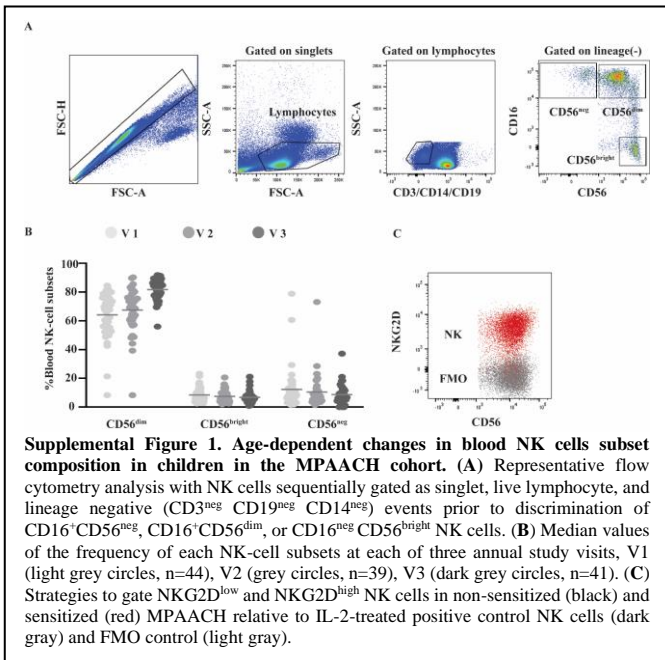 A
Gated on singlets
Gated on lymphocytes
Gated on lineage(-)
FSC-H
FSC-A
SSC-A
Lymphocytes
FSC-A
SSC-A
CD3/CD14/CD19
CD16
CD56neg
CD56dim
CD56bright
CD56
B
V 1
V 2
V 3
%Blood NK-cell subsets
100
80
60
40
20
0
CD56dim
CD56bright
CD56neg
C
NKG2D
NK
FMO
CD56
Supplemental Figure 1. Age-dependent changes in blood NK cells subset
composition in children in the MPAACH cohort. (A) Representative flow
cytometry analysis with NK cells sequentially gated as singlet, live lymphocyte, and
lineage negative (CD3neg CD19neg CD14neg) events prior to discrimination of
CD16+CD56neg, CD16+CD56dim, or CD16neg CD56bright NK cells. (B) Median values
of the frequency of each NK-cell subsets at each of three annual study visits, V1
(light grey circles, n=44), V2 (grey circles, n=39), V3 (dark grey circles, n=41). (C)
Strategies to gate NKG2Dlow and NKG2Dhigh NK cells in non-sensitized (black) and
sensitized (red) MPAACH relative to IL-2-treated positive control NK cells (dark
gray) and FMO control (light gray).